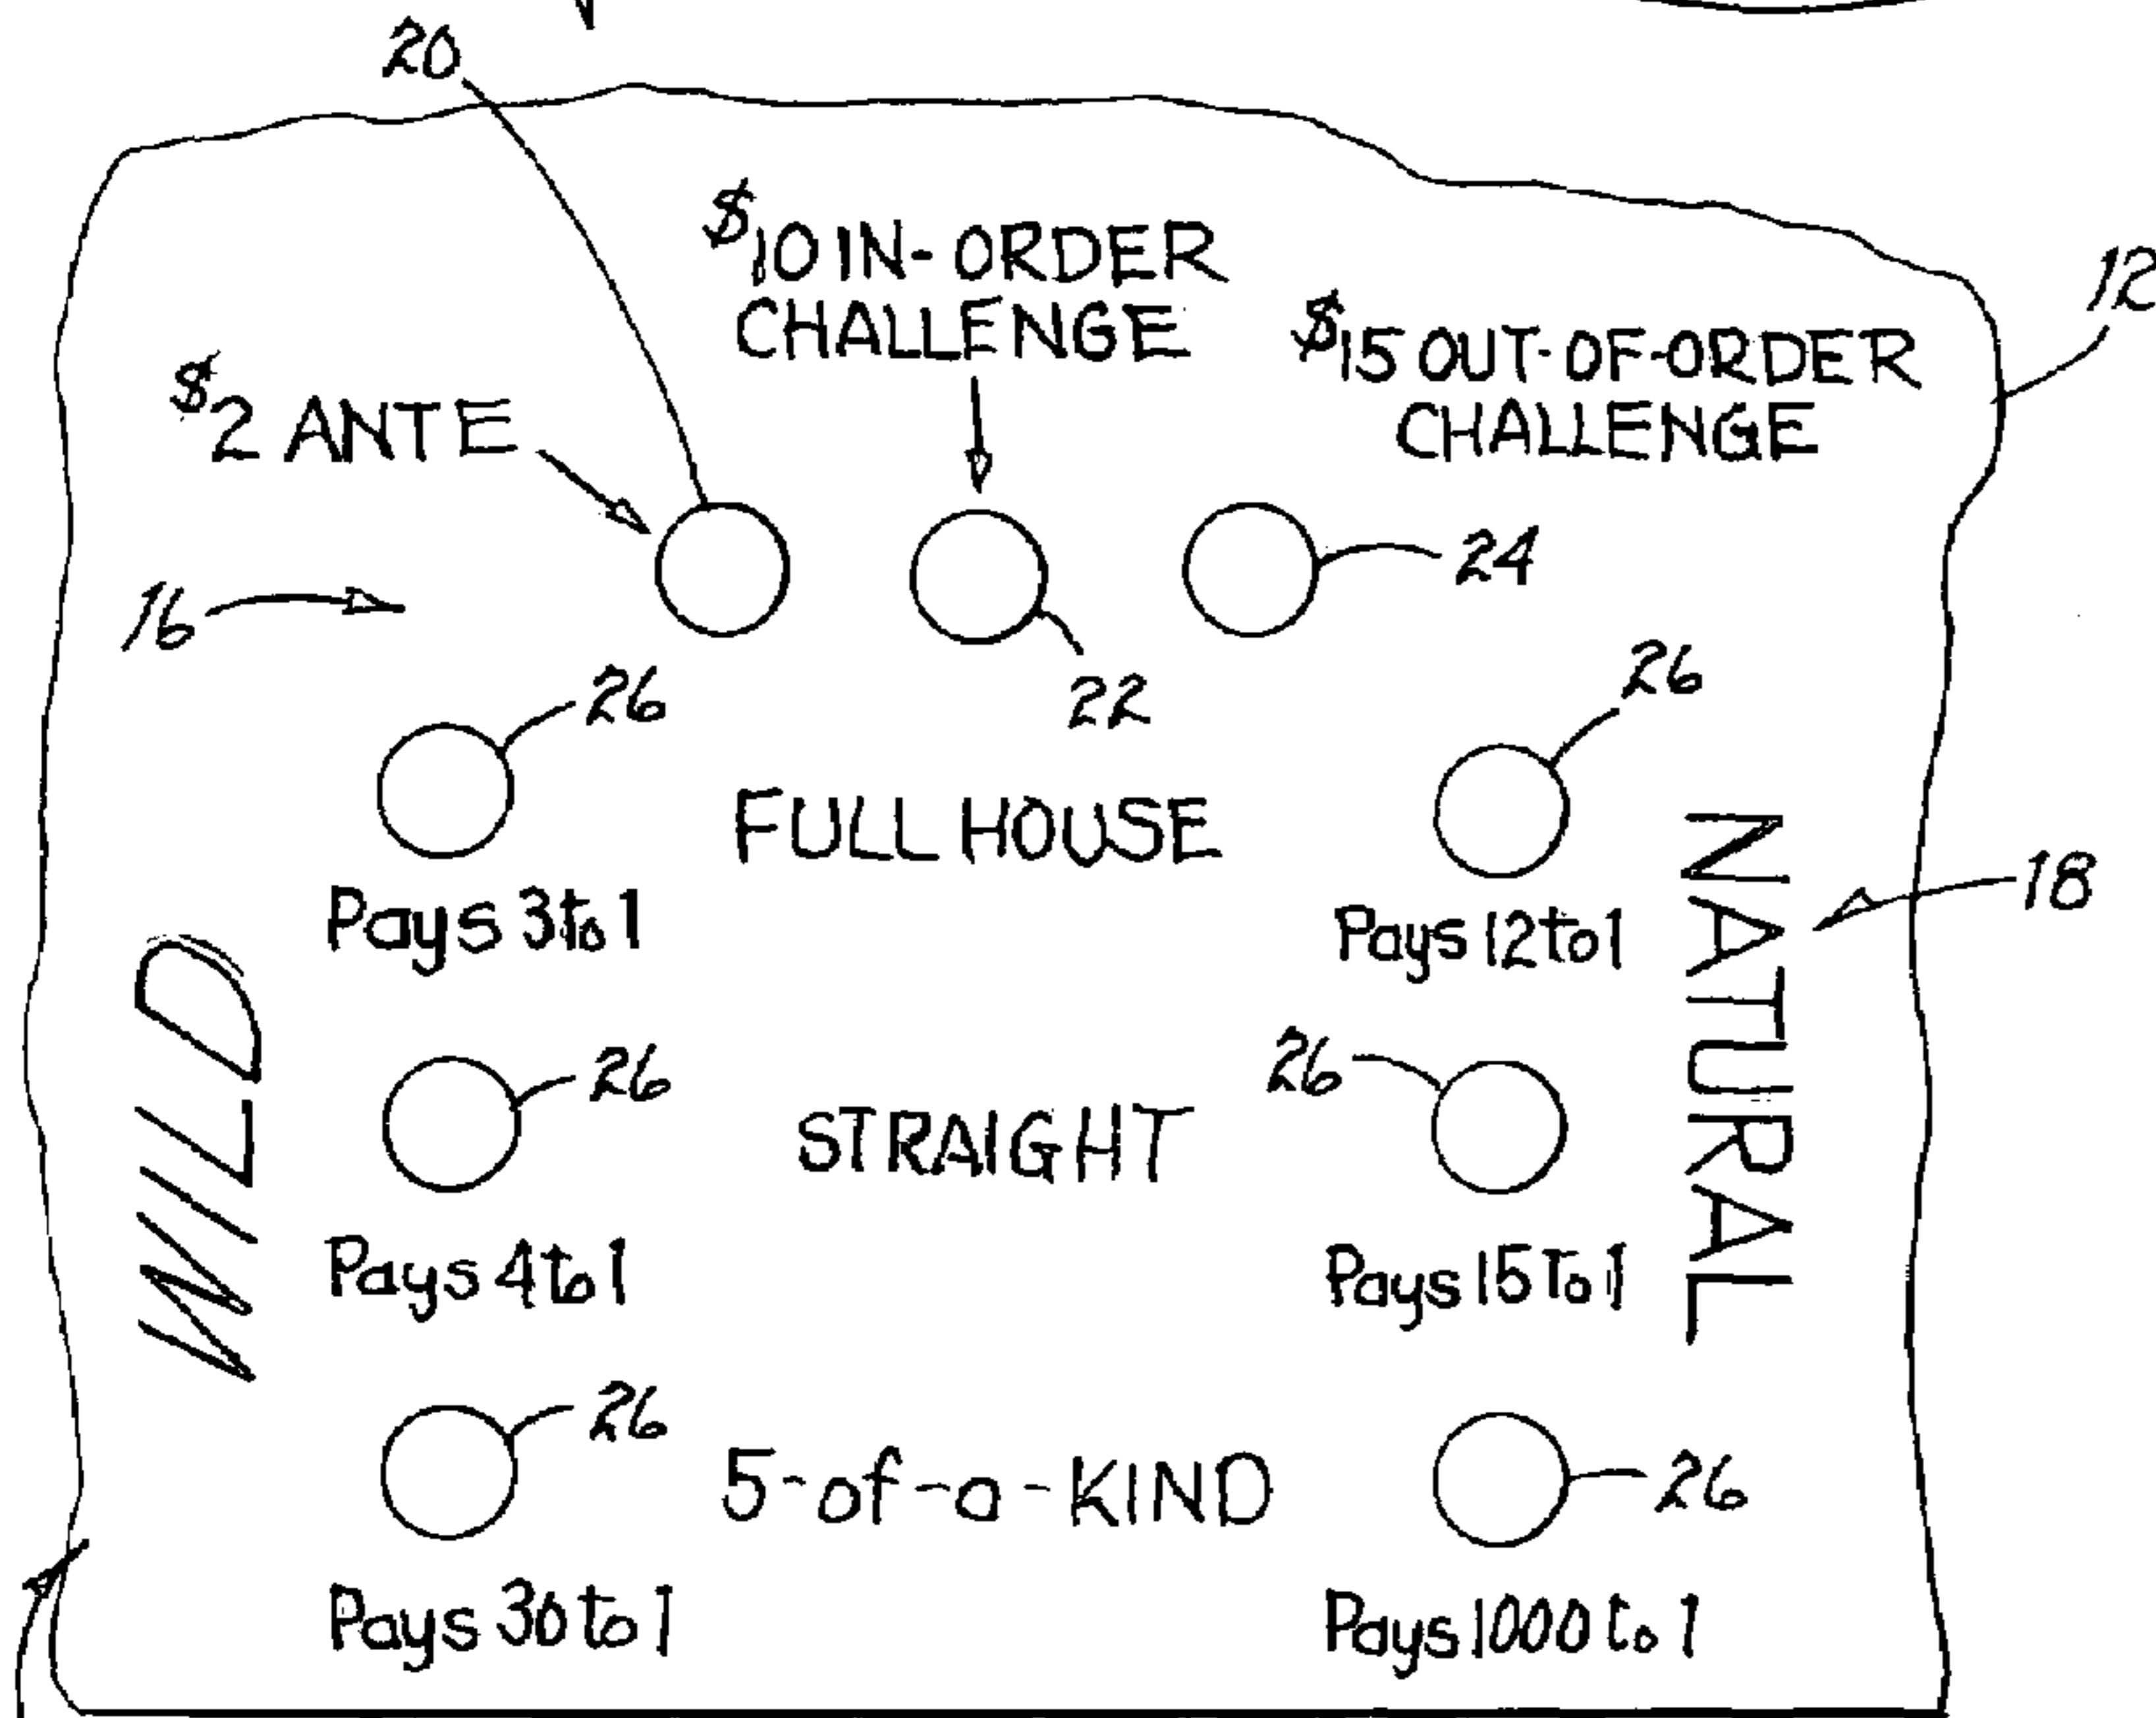 20
$10 IN-ORDER
CHALLENGE
12
$15 OUT-OF-ORDER
CHALLENGE
$2 ANTE
24
16
22
26
26
FULL HOUSE
Pays 3 to 1
Pays 12 to 1
NATURAL
18
WILD
26
26
STRAIGHT
Pays 4 to 1
Pays 15 To 1
26
5-of-a-KIND
26
Pays 30 to 1
Pays 1000 to 1